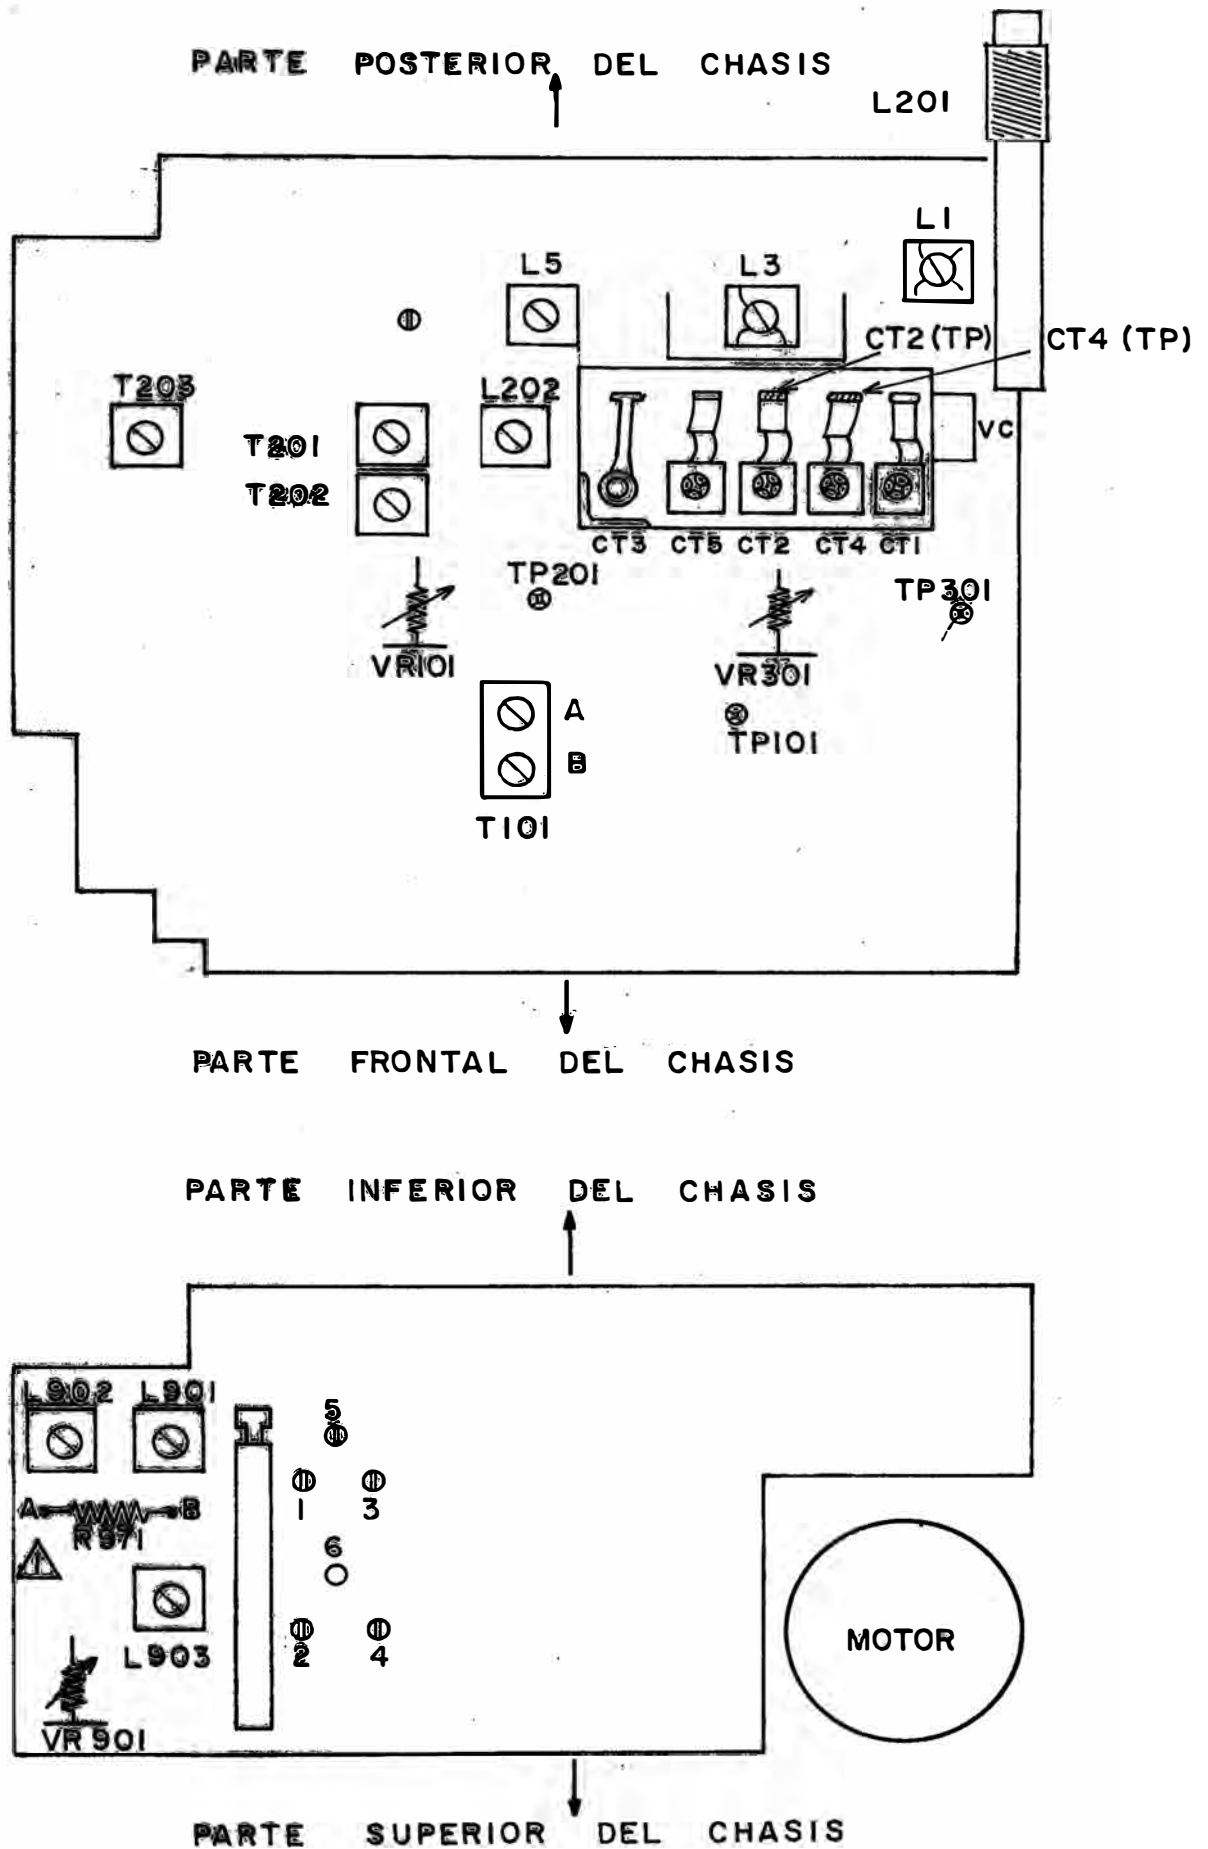 PARTE POSTERIOR DEL CHASIS
L201
L1
L5
L3
CT2 (TP)
CT4 (TP)
T203
L202
T201
VC
T202
CT3 CT5 CT2 CT4 CT1
TP201
TP301
VR101
VR301
A
TP101
B
T101
PARTE FRONTAL DEL CHASIS
PARTE INFERIOR DEL CHASIS
L902 L901
5
1 3
A B
R971
6
L903
2 4
MOTOR
VR901
PARTE SUPERIOR DEL CHASIS